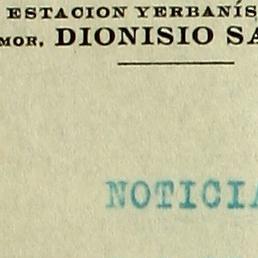 ESTACION YERBANÍS
MOR. DIONISIO SA
NOTICIA